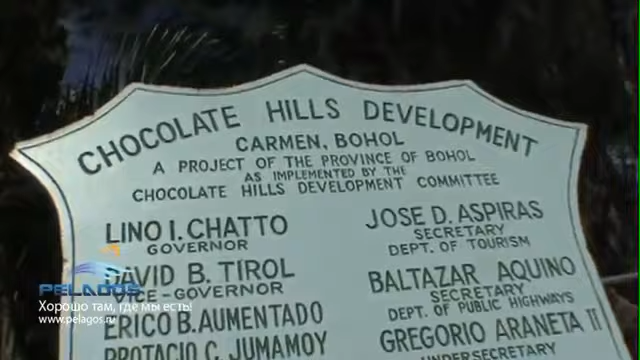 CHOCOLATE HILLS DEVELOPMENT
CARMEN, BOHOL
A PROJECT OF THE PROVINCE OF BOHOL
AS IMPLEMENTED BY THE
CHOCOLATE HILLS DEVELOPMENT COMMITTEE
LINO I. CHATTO
GOVERNOR
DAVID B. TIROL
VICE-GOVERNOR
ERICO B. AUMENTADO
PROTACIO C. JUMAMOY
JOSE D. ASPIRAS
SECRETARY
DEPT. OF TOURISM
BALTAZAR AQUINO
SECRETARY
DEPT. OF PUBLIC HIGHWAYS
GREGORIO ARANETA II
UNDERSECRETARY
PELAGOS
Хорошо там, где мы есть!
www.pelagos.ru